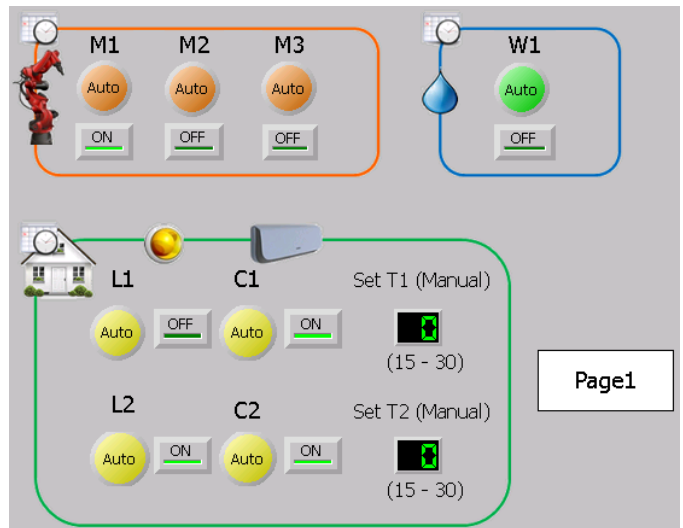 M1 M2 M3
Auto Auto Auto
ON OFF OFF
W1
Auto
OFF
L1 C1 Set T1 (Manual)
Auto OFF Auto ON 0
(15 - 30)
L2 C2 Set T2 (Manual)
Auto ON Auto ON 0
(15 - 30)
Page1